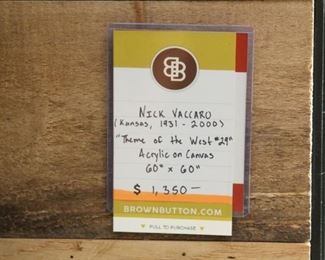 BB
NICK VACCARO
(KANSAS, 1931 - 2000)
"Theme of the West #29"
Acrylic on Canvas
60" x 60"
$ 1,350—
BROWNBUTTON.COM
PULL TO PURCHASE